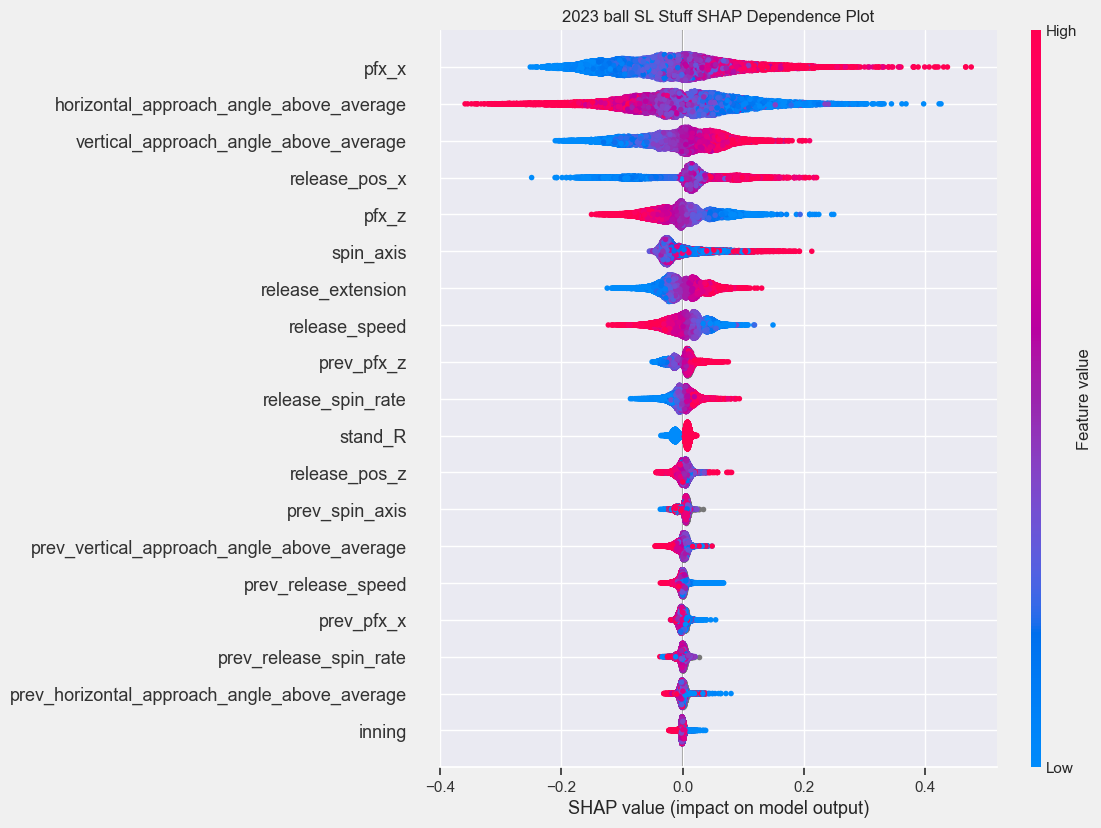 2023 ball SL Stuff SHAP Dependence Plot
High
pfx_x
horizontal_approach_angle_above_average
vertical_approach_angle_above_average
release_pos_x
pfx_z
spin_axis
release_extension
release_speed
prev_pfx_z
release_spin_rate
stand_R
release_pos_z
prev_spin_axis
prev_vertical_approach_angle_above_average
prev_release_speed
prev_pfx_x
prev_release_spin_rate
prev_horizontal_approach_angle_above_average
inning
Feature value
Low
−0.4 −0.2 0.0 0.2 0.4
SHAP value (impact on model output)